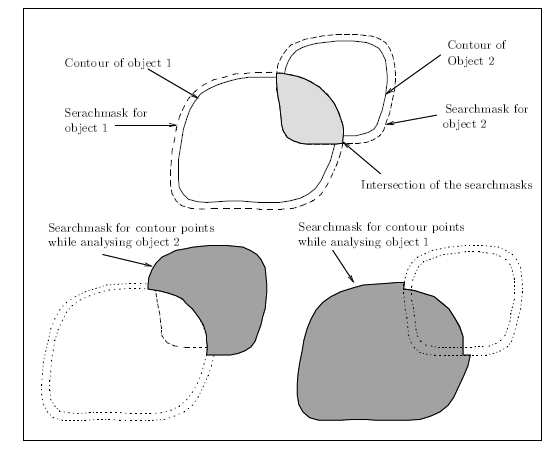 Contour of object 1
Contour of
Object 2
Serachmask for
object 1
Searchmask for
object 2
Intersection of the searchmasks
Searchmask for contour points
while analysing object 2
Searchmask for contour points
while analysing object 1